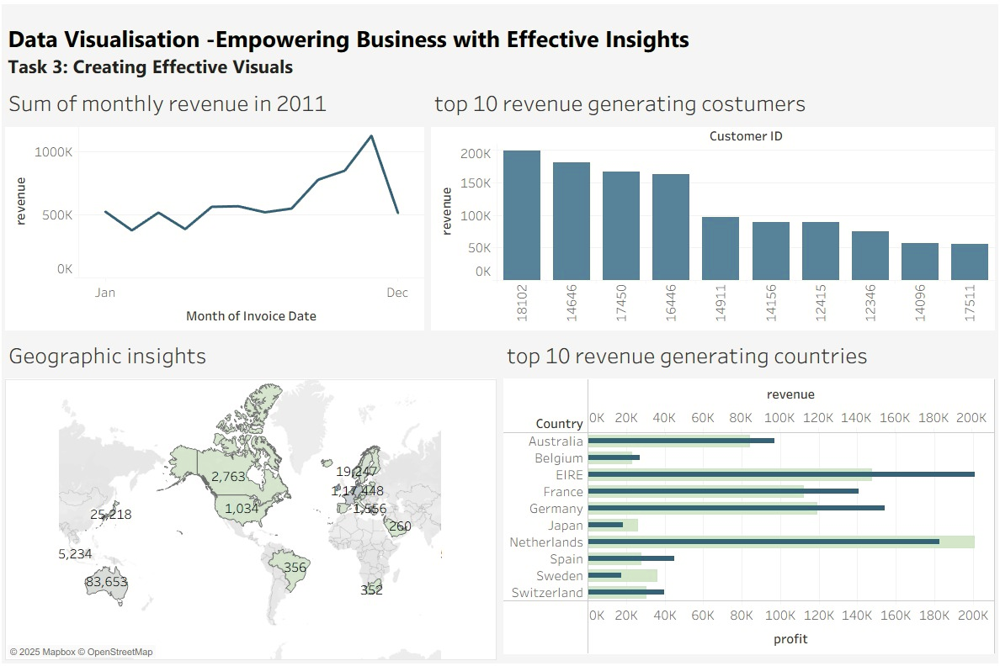 Data Visualisation -Empowering Business with Effective Insights
Task 3: Creating Effective Visuals
Sum of monthly revenue in 2011
1000K
500K
0K
revenue
Jan Dec
Month of Invoice Date
top 10 revenue generating costumers
Customer ID
200K
150K
100K
50K
0K
revenue
18102 14646 17450 16446 14911 14156 12415 12346 14096 17511
Geographic insights
2,763
19,247
1,17,448
1,034
1,556
25,218
260
5,234
356
83,653
352
© 2025 Mapbox © OpenStreetMap
top 10 revenue generating countries
revenue
Country
0K 20K 40K 60K 80K 100K 120K 140K 160K 180K 200K
Australia
Belgium
EIRE
France
Germany
Japan
Netherlands
Spain
Sweden
Switzerland
0K 20K 40K 60K 80K 100K 120K 140K 160K 180K 200K
profit